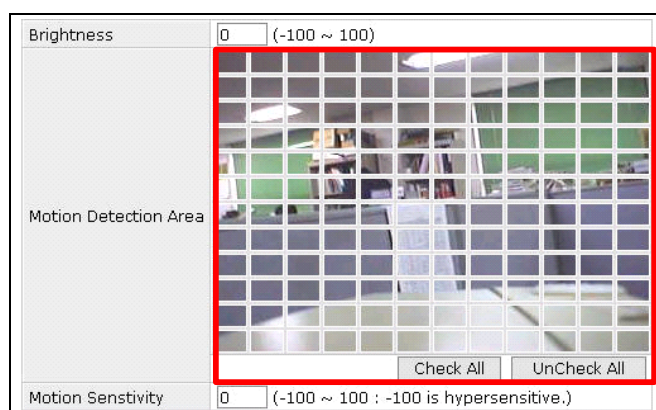 Brightness 0 (-100 ~ 100)
Motion Detection Area
Check All UnCheck All
Motion Senstivity 0 (-100 ~ 100 : -100 is hypersensitive.)